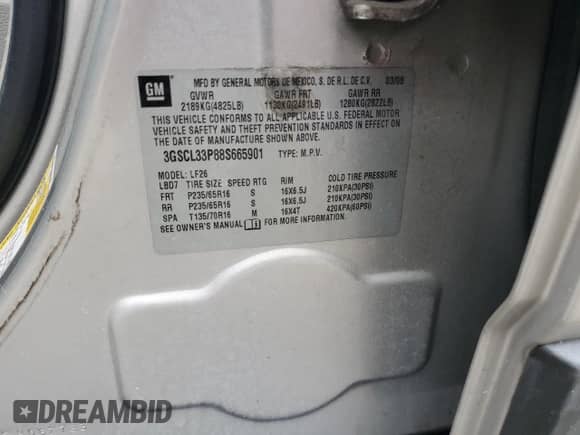 GM
MFD BY GENERAL MOTORS DE MEXICO, S. DE R.L. DE C.V. 03/08
GVWR GAWR FRT GAWR RR
2189KG(4825LB) 1130KG(2491LB) 1280KG(2822LB)
THIS VEHICLE CONFORMS TO ALL APPLICABLE U.S. FEDERAL MOTOR
VEHICLE SAFETY AND THEFT PREVENTION STANDARDS IN EFFECT ON
THE DATE OF MANUFACTURE SHOWN ABOVE.
3GSCL33P88S665901 TYPE: M.P.V.
MODEL: LF26
LBD7 TIRE SIZE SPEED RTG RIM COLD TIRE PRESSURE
FRT P235/65R16 S 16X6.5J 210KPA(30PSI)
RR P235/65R16 S 16X6.5J 210KPA(30PSI)
SPA T135/70R16 M 16X4T 420KPA(60PSI)
SEE OWNER'S MANUAL FOR MORE INFORMATION.
DREAMBID